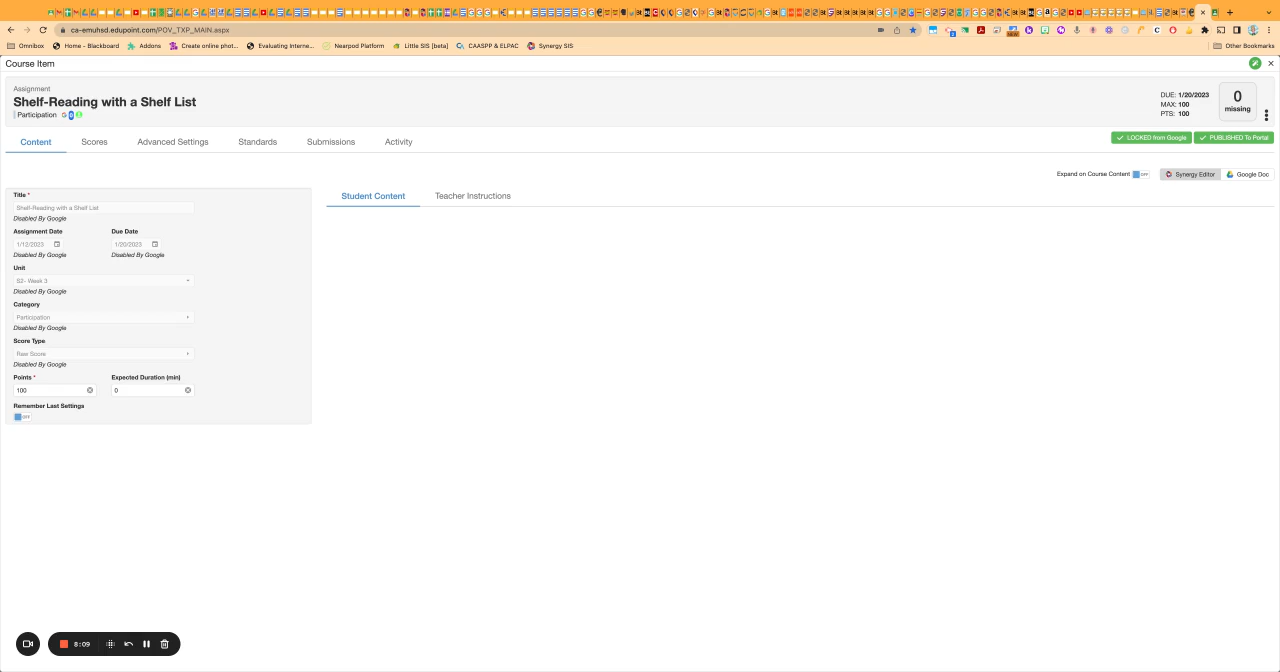 ca-emuhsd.edupoint.com/POV_TXP_MAIN.aspx
Omnibox Home - Blackboard Addons Create online phot... Evaluating Interne... Nearpod Platform Little SIS [beta] CAASPP & ELPAC Synergy SIS Other Bookmarks
Course Item
Assignment
Shelf-Reading with a Shelf List
Participation
DUE: 1/20/2023
MAX: 100
PTS: 100
0
missing
Content Scores Advanced Settings Standards Submissions Activity
LOCKED from Google PUBLISHED To Portal
Expand on Course Content OFF Synergy Editor Google Doc
Student Content Teacher Instructions
Title *
Shelf-Reading with a Shelf List
Disabled By Google
Assignment Date Due Date
1/12/2023 1/20/2023
Disabled By Google Disabled By Google
Unit
S2- Week 3
Disabled By Google
Category
Participation
Disabled By Google
Score Type
Raw Score
Disabled By Google
Points * Expected Duration (min)
100 0
Remember Last Settings
OFF
8:09